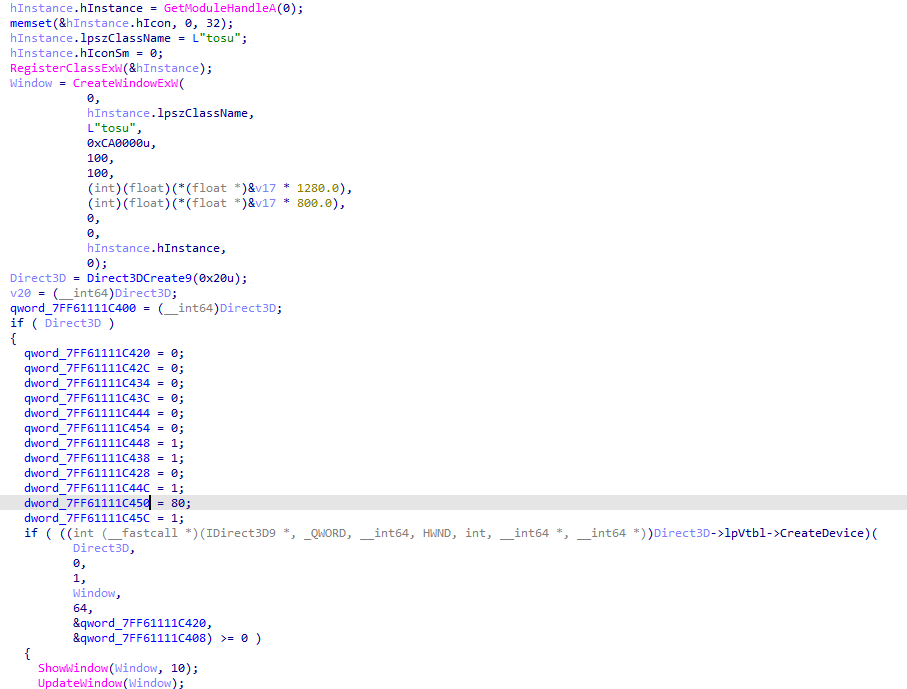 hInstance.hInstance = GetModuleHandleA(0);
memset(&hInstance.hIcon, 0, 32);
hInstance.lpszClassName = L"tosu";
hInstance.hIconSm = 0;
RegisterClassExW(&hInstance);
Window = CreateWindowExW(
0,
hInstance.lpszClassName,
L"tosu",
0xCA0000u,
100,
100,
(int)(float)(*(float *)&v17 * 1280.0),
(int)(float)(*(float *)&v17 * 800.0),
0,
0,
hInstance.hInstance,
0);
Direct3D = Direct3DCreate9(0x20u);
v20 = (__int64)Direct3D;
qword_7FF61111C400 = (__int64)Direct3D;
if ( Direct3D )
{
qword_7FF61111C420 = 0;
qword_7FF61111C42C = 0;
dword_7FF61111C434 = 0;
qword_7FF61111C43C = 0;
dword_7FF61111C444 = 0;
qword_7FF61111C454 = 0;
dword_7FF61111C448 = 1;
dword_7FF61111C438 = 1;
dword_7FF61111C428 = 0;
dword_7FF61111C44C = 1;
dword_7FF61111C450 = 80;
dword_7FF61111C45C = 1;
if ( ((int (__fastcall *)(IDirect3D9 *, _QWORD, __int64, HWND, int, __int64 *, __int64 *))Direct3D->lpVtbl->CreateDevice)(
Direct3D,
0,
1,
Window,
64,
&qword_7FF61111C420,
&qword_7FF61111C408) >= 0 )
{
ShowWindow(Window, 10);
UpdateWindow(Window);